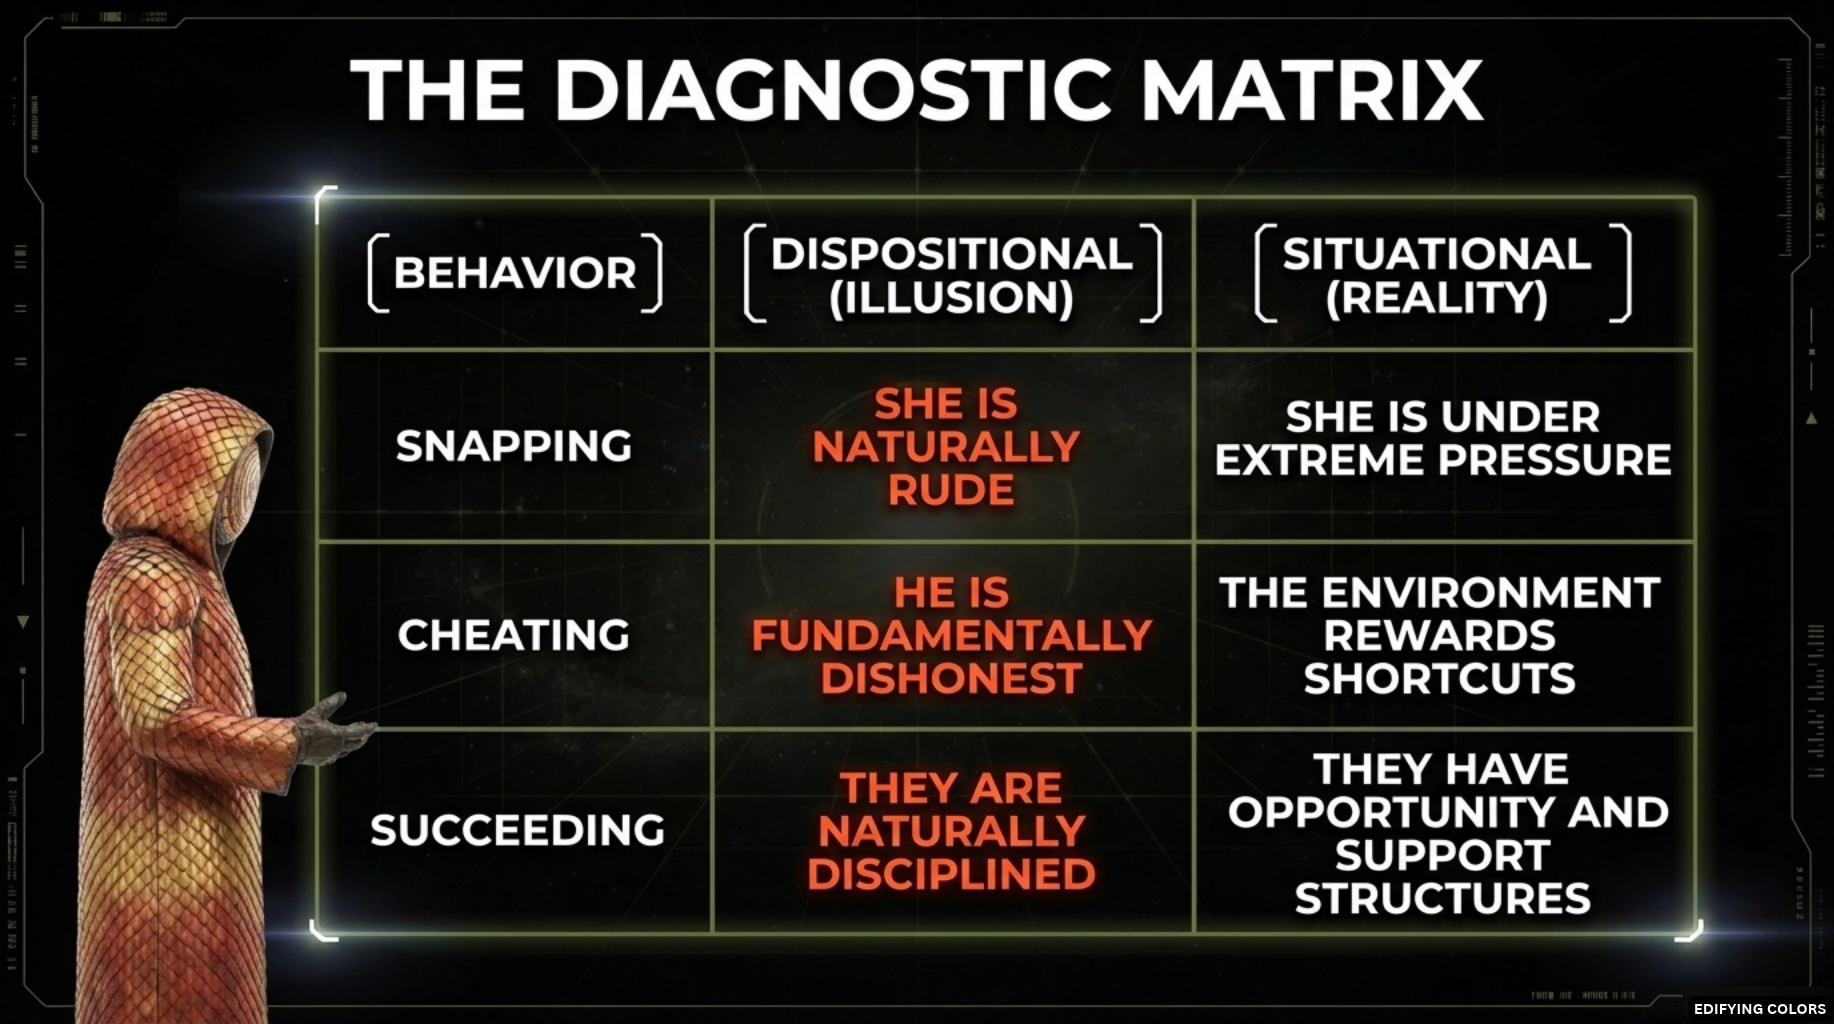 THE DIAGNOSTIC MATRIX
BEHAVIOR
DISPOSITIONAL
(ILLUSION)
SITUATIONAL
(REALITY)
SNAPPING
SHE IS
NATURALLY
RUDE
SHE IS UNDER
EXTREME PRESSURE
CHEATING
HE IS
FUNDAMENTALLY
DISHONEST
THE ENVIRONMENT
REWARDS
SHORTCUTS
SUCCEEDING
THEY ARE
NATURALLY
DISCIPLINED
THEY HAVE
OPPORTUNITY AND
SUPPORT
STRUCTURES
EDIFYING COLORS